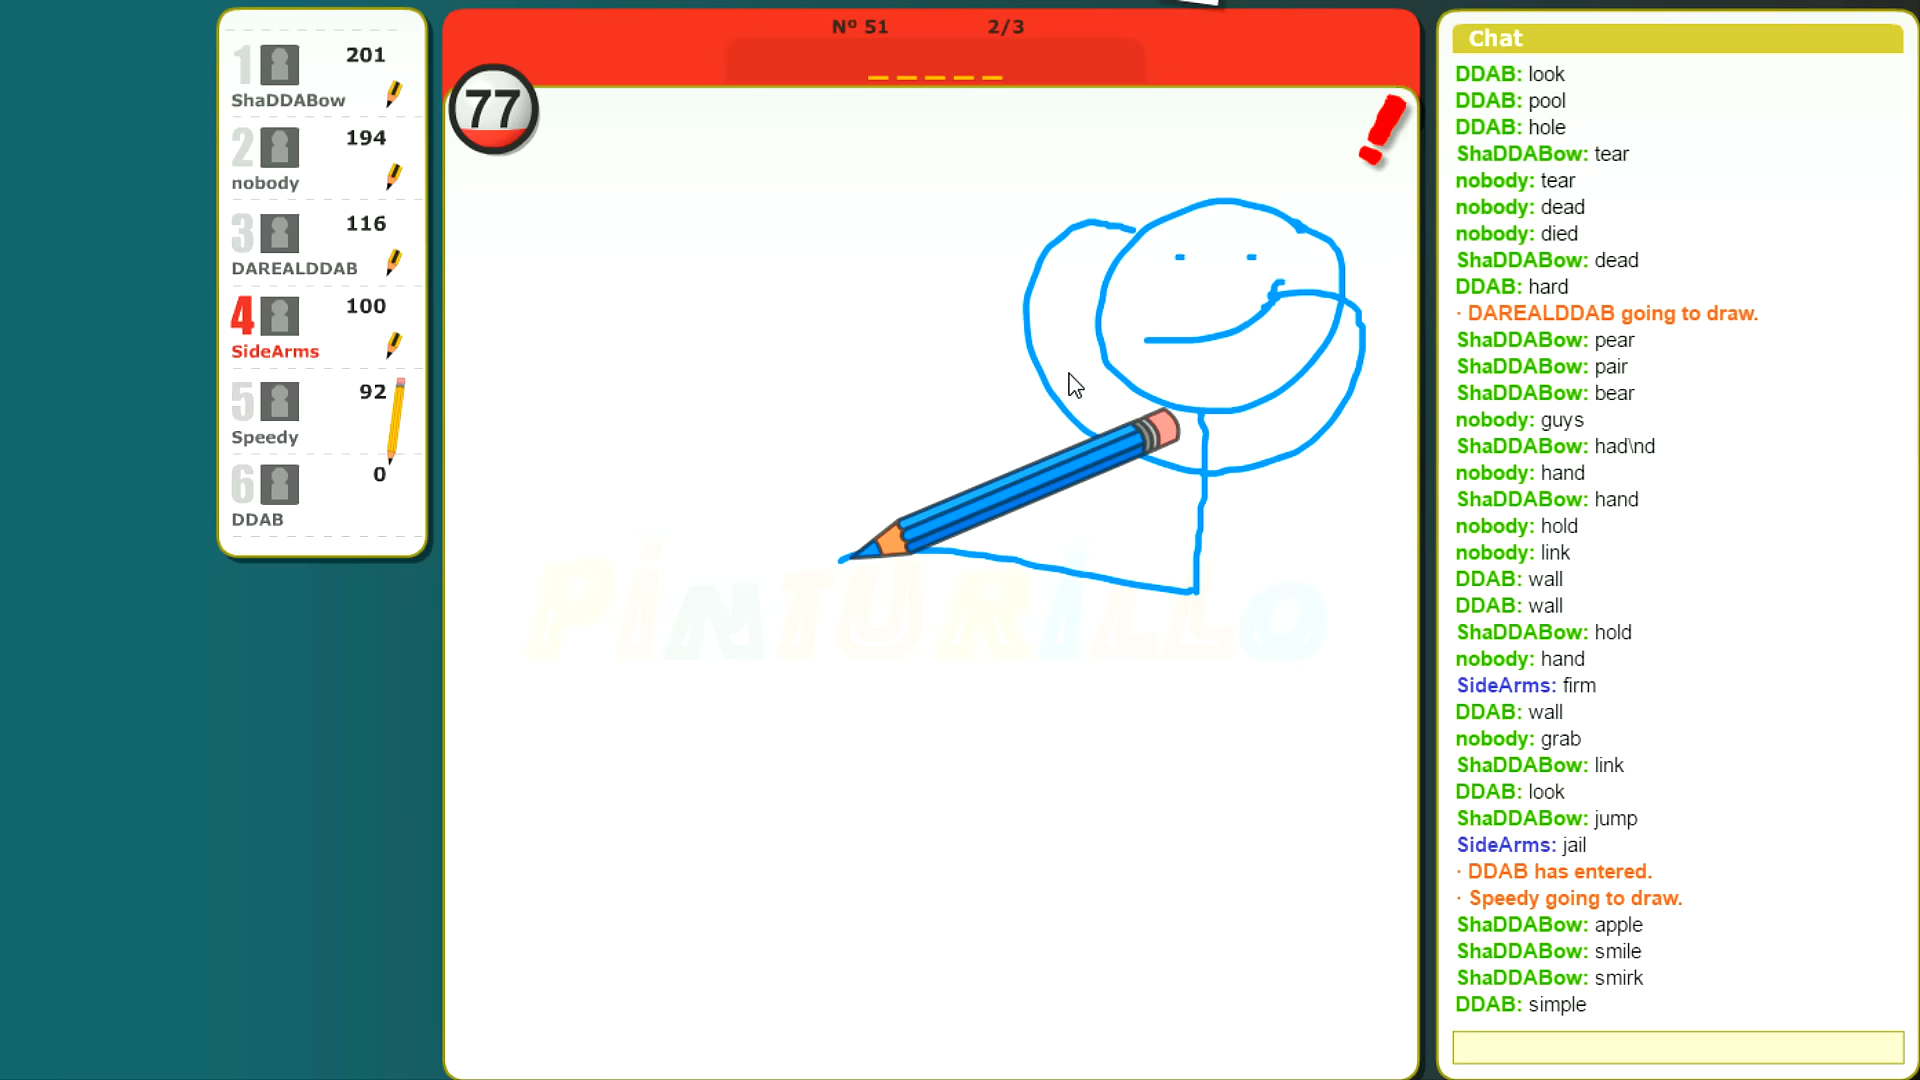 1
201
ShaDDABow
2
194
nobody
3
116
DAREALDDAB
4
100
SideArms
5
92
Speedy
6
0
DDAB
Nº 51 2/3
_ _ _ _ _
77
!
PINTURILLO
Chat
DDAB: look
DDAB: pool
DDAB: hole
ShaDDABow: tear
nobody: tear
nobody: dead
nobody: died
ShaDDABow: dead
DDAB: hard
· DAREALDDAB going to draw.
ShaDDABow: pear
ShaDDABow: pair
ShaDDABow: bear
nobody: guys
ShaDDABow: had\nd
nobody: hand
ShaDDABow: hand
nobody: hold
nobody: link
DDAB: wall
DDAB: wall
ShaDDABow: hold
nobody: hand
SideArms: firm
DDAB: wall
nobody: grab
ShaDDABow: link
DDAB: look
ShaDDABow: jump
SideArms: jail
· DDAB has entered.
· Speedy going to draw.
ShaDDABow: apple
ShaDDABow: smile
ShaDDABow: smirk
DDAB: simple